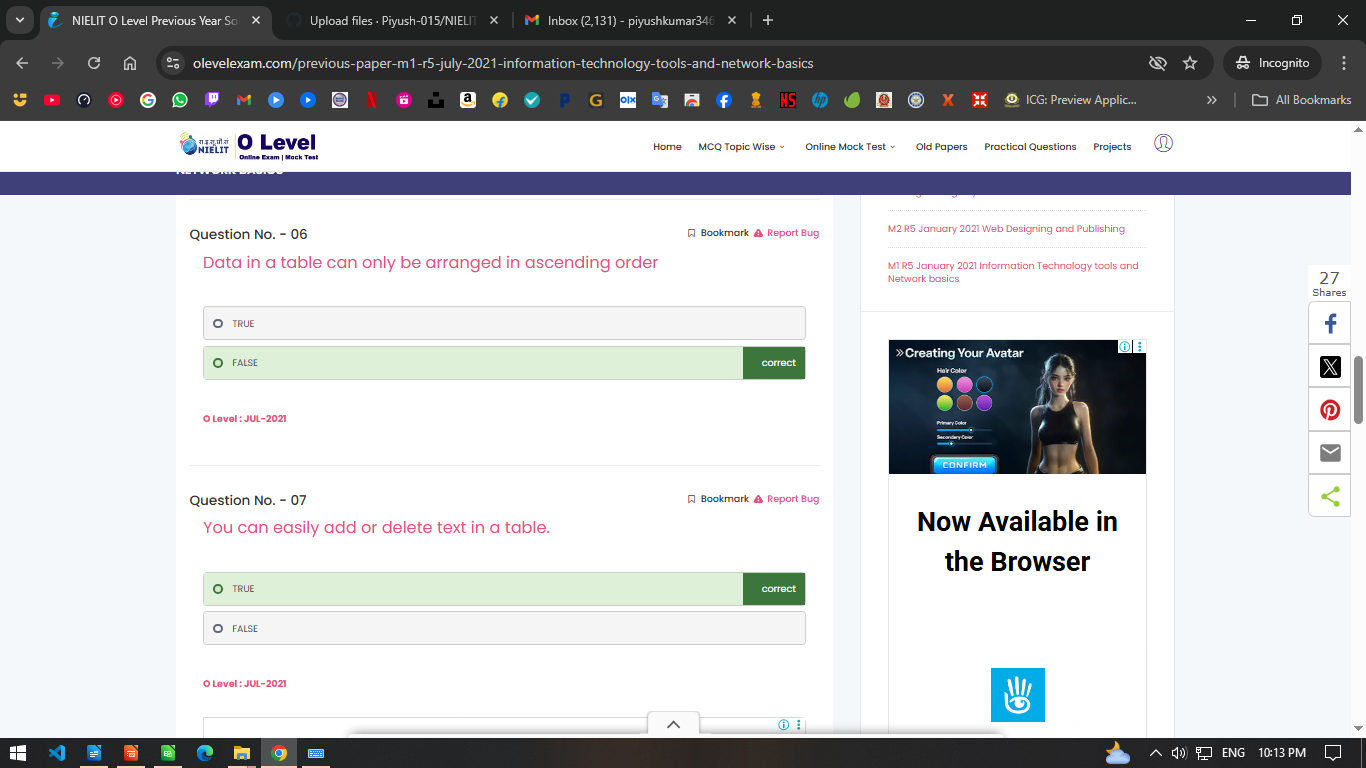 NIELIT O Level Previous Year So
Upload files · Piyush-015/NIELIT
Inbox (2,131) - piyushkumar346
olevelexam.com/previous-paper-m1-r5-july-2021-information-technology-tools-and-network-basics
Incognito
ICG: Preview Applic...
All Bookmarks
NIELIT
O Level
Online Exam | Mock Test
Home
MCQ Topic Wise
Online Mock Test
Old Papers
Practical Questions
Projects
NETWORK BASICS
Question No. - 06
Bookmark
Report Bug
Data in a table can only be arranged in ascending order
TRUE
FALSE
correct
O Level : JUL-2021
Question No. - 07
Bookmark
Report Bug
You can easily add or delete text in a table.
TRUE
correct
FALSE
O Level : JUL-2021
M2 R5 January 2021 Web Designing and Publishing
M1 R5 January 2021 Information Technology tools and
Network basics
»Creating Your Avatar
Hair Color
Primary Color
Secondary Color
CONFIRM
Now Available in
the Browser
27
Shares
ENG
10:13 PM